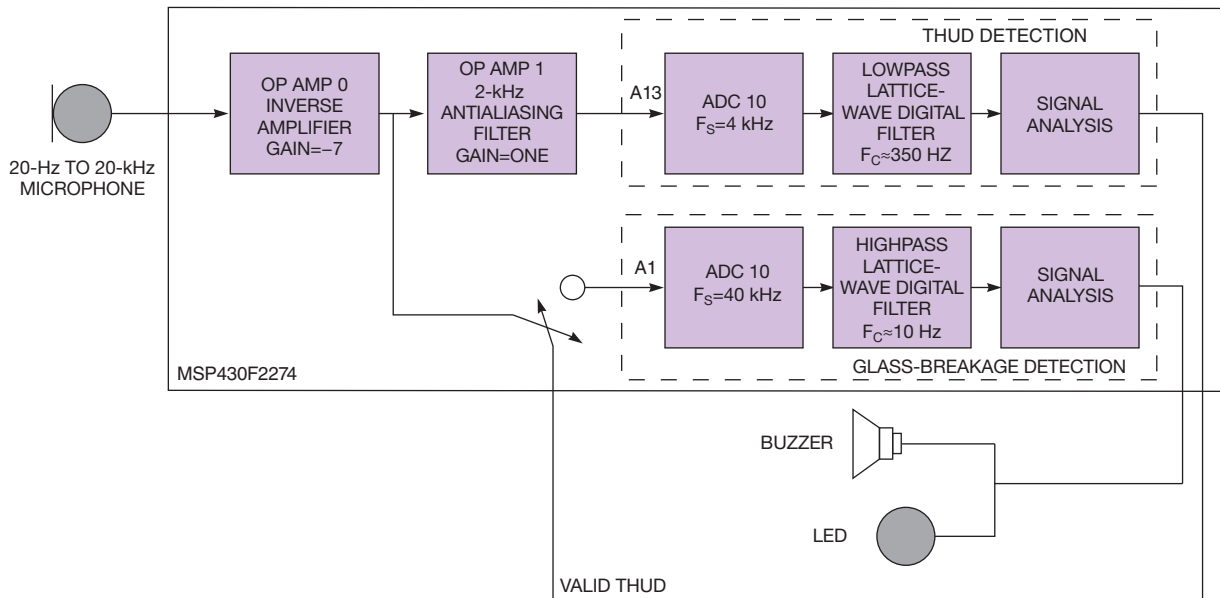 THUD DETECTION
OP AMP 0
INVERSE
AMPLIFIER
GAIN=–7
OP AMP 1
2-kHz
ANTIALIASING
FILTER
GAIN=ONE
A13
ADC 10
FS=4 kHz
LOWPASS
LATTICE-
WAVE DIGITAL
FILTER
FC≈350 HZ
SIGNAL
ANALYSIS
20-Hz TO 20-kHz
MICROPHONE
A1
ADC 10
FS=40 kHz
HIGHPASS
LATTICE-
WAVE DIGITAL
FILTER
FC≈10 Hz
SIGNAL
ANALYSIS
MSP430F2274
GLASS-BREAKAGE DETECTION
BUZZER
LED
VALID THUD